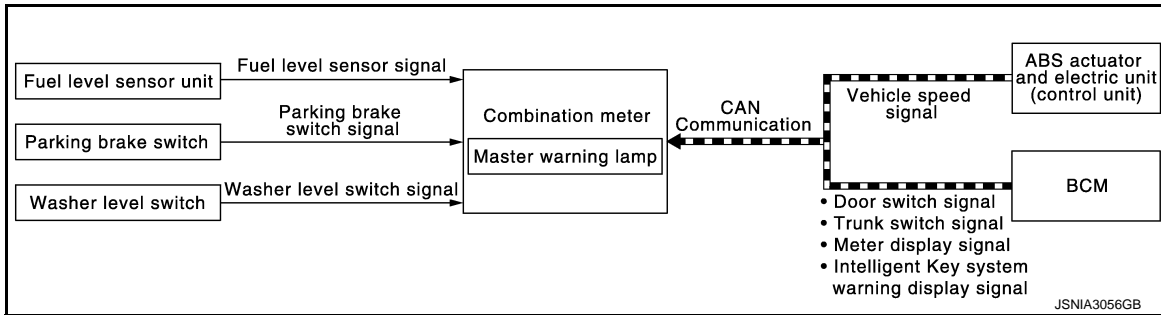 Fuel level sensor unit
Fuel level sensor signal
Parking brake switch
Parking brake
switch signal
Washer level switch
Washer level switch signal
Combination meter
Master warning lamp
CAN
Communication
Vehicle speed
signal
ABS actuator
and electric unit
(control unit)
BCM
• Door switch signal
• Trunk switch signal
• Meter display signal
• Intelligent Key system
warning display signal
JSNIA3056GB